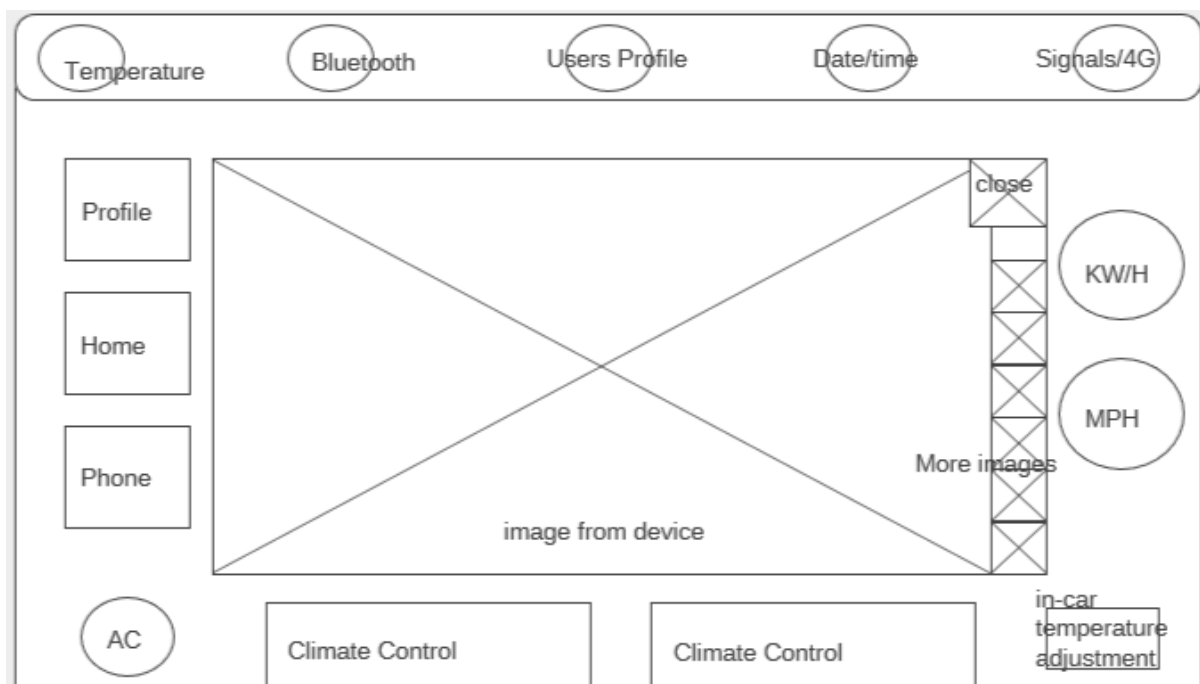 Temperature
Bluetooth
Users Profile
Date/time
Signals/4G
close
Profile
KW/H
Home
MPH
Phone
More images
image from device
in-car
temperature
adjustment
AC
Climate Control
Climate Control